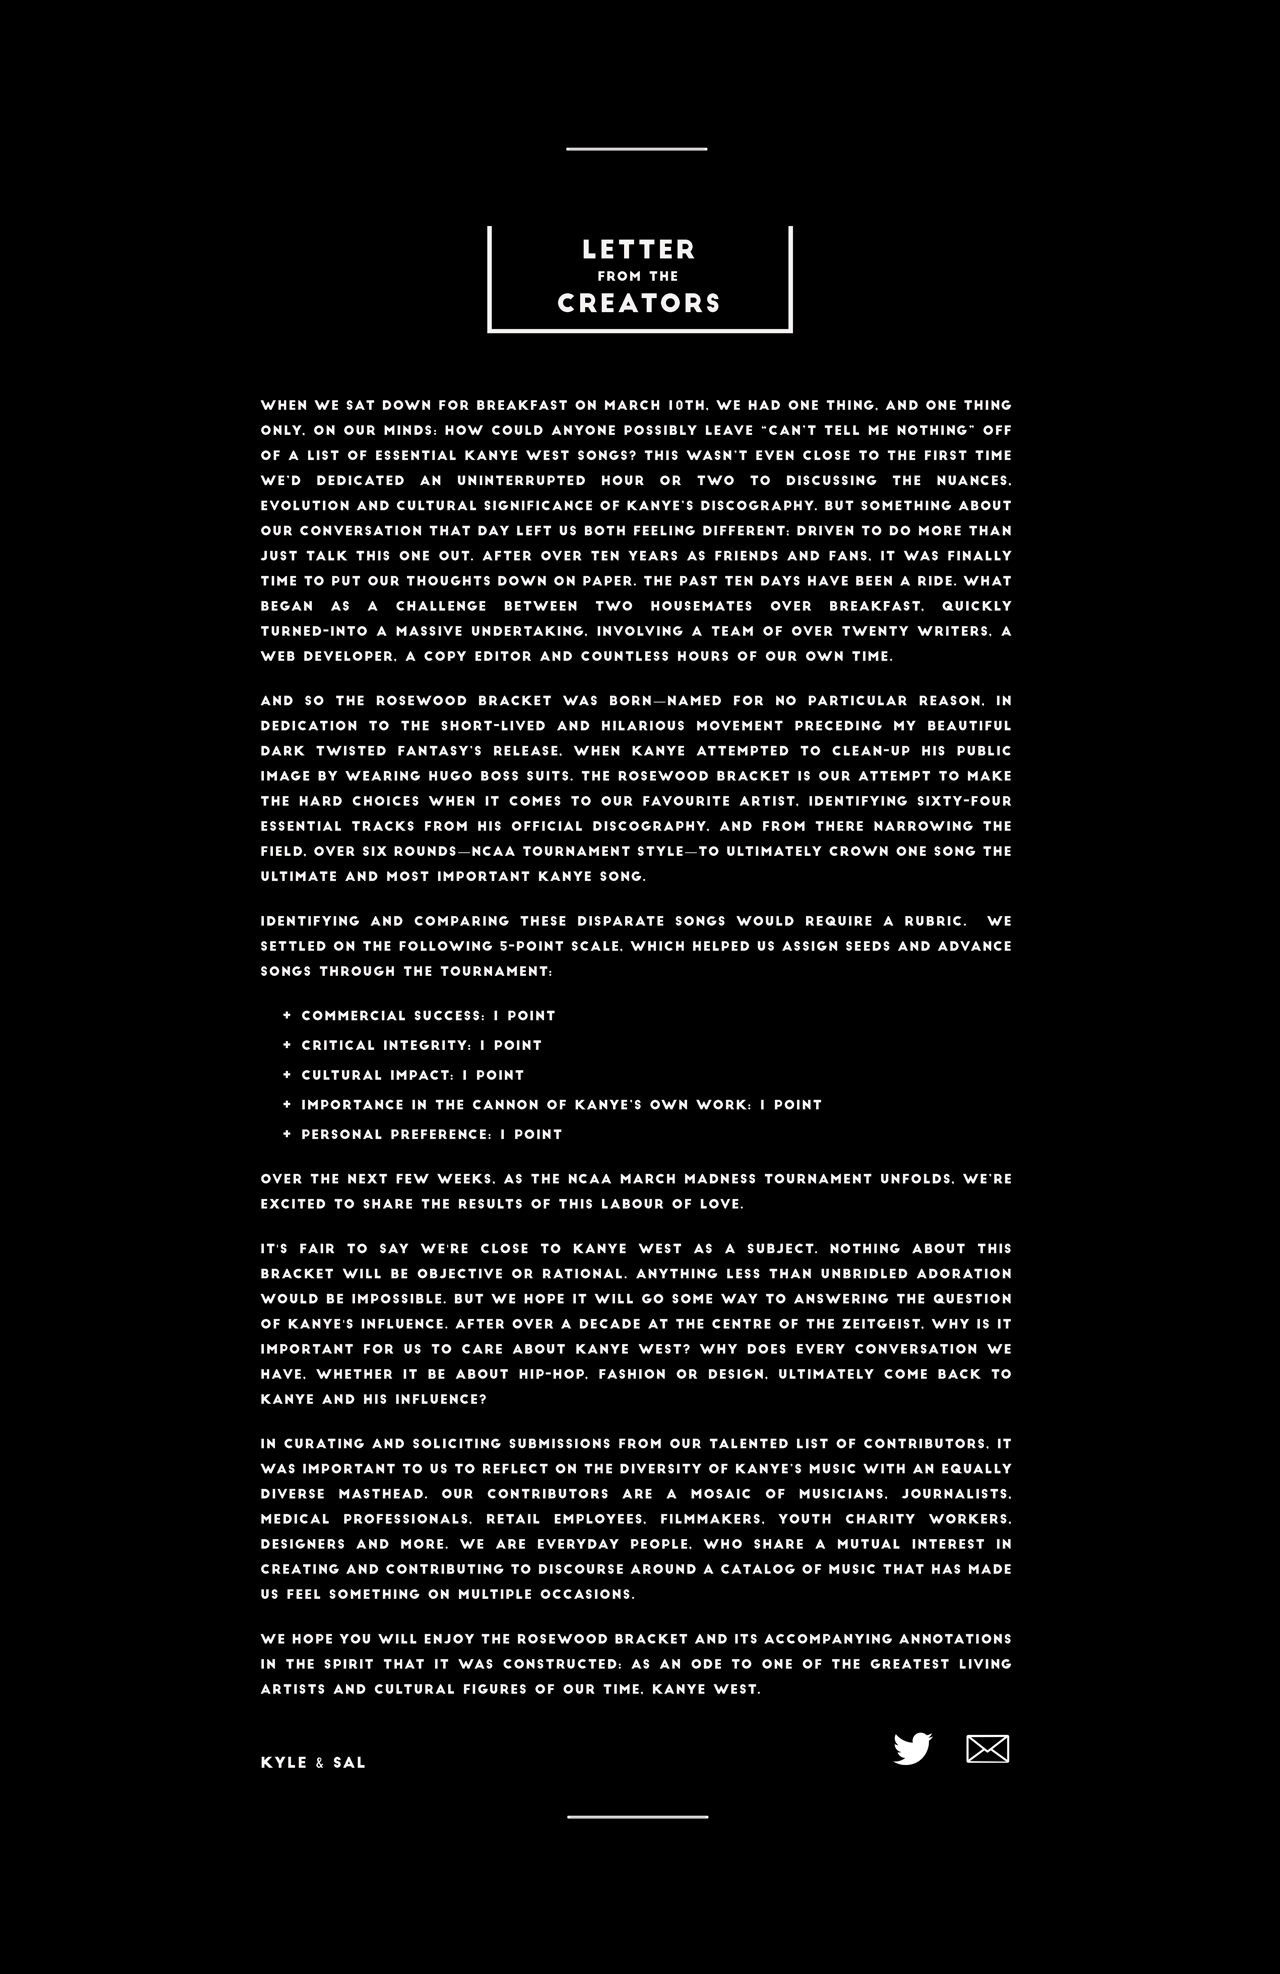 LETTER
FROM THE
CREATORS
WHEN WE SAT DOWN FOR BREAKFAST ON MARCH 10TH, WE HAD ONE THING, AND ONE THING
ONLY, ON OUR MINDS: HOW COULD ANYONE POSSIBLY LEAVE “CAN’T TELL ME NOTHING” OFF
OF A LIST OF ESSENTIAL KANYE WEST SONGS? THIS WASN’T EVEN CLOSE TO THE FIRST TIME
WE’D DEDICATED AN UNINTERRUPTED HOUR OR TWO TO DISCUSSING THE NUANCES,
EVOLUTION AND CULTURAL SIGNIFICANCE OF KANYE’S DISCOGRAPHY. BUT SOMETHING ABOUT
OUR CONVERSATION THAT DAY LEFT US BOTH FEELING DIFFERENT; DRIVEN TO DO MORE THAN
JUST TALK THIS ONE OUT. AFTER OVER TEN YEARS AS FRIENDS AND FANS, IT WAS FINALLY
TIME TO PUT OUR THOUGHTS DOWN ON PAPER. THE PAST TEN DAYS HAVE BEEN A RIDE. WHAT
BEGAN AS A CHALLENGE BETWEEN TWO HOUSEMATES OVER BREAKFAST, QUICKLY
TURNED-INTO A MASSIVE UNDERTAKING, INVOLVING A TEAM OF OVER TWENTY WRITERS, A
WEB DEVELOPER, A COPY EDITOR AND COUNTLESS HOURS OF OUR OWN TIME.
AND SO THE ROSEWOOD BRACKET WAS BORN—NAMED FOR NO PARTICULAR REASON, IN
DEDICATION TO THE SHORT-LIVED AND HILARIOUS MOVEMENT PRECEDING MY BEAUTIFUL
DARK TWISTED FANTASY’S RELEASE, WHEN KANYE ATTEMPTED TO CLEAN-UP HIS PUBLIC
IMAGE BY WEARING HUGO BOSS SUITS. THE ROSEWOOD BRACKET IS OUR ATTEMPT TO MAKE
THE HARD CHOICES WHEN IT COMES TO OUR FAVOURITE ARTIST, IDENTIFYING SIXTY-FOUR
ESSENTIAL TRACKS FROM HIS OFFICIAL DISCOGRAPHY, AND FROM THERE NARROWING THE
FIELD, OVER SIX ROUNDS—NCAA TOURNAMENT STYLE—TO ULTIMATELY CROWN ONE SONG THE
ULTIMATE AND MOST IMPORTANT KANYE SONG.
IDENTIFYING AND COMPARING THESE DISPARATE SONGS WOULD REQUIRE A RUBRIC. WE
SETTLED ON THE FOLLOWING 5-POINT SCALE, WHICH HELPED US ASSIGN SEEDS AND ADVANCE
SONGS THROUGH THE TOURNAMENT:
+ COMMERCIAL SUCCESS: 1 POINT
+ CRITICAL INTEGRITY: 1 POINT
+ CULTURAL IMPACT: 1 POINT
+ IMPORTANCE IN THE CANNON OF KANYE’S OWN WORK: 1 POINT
+ PERSONAL PREFERENCE: 1 POINT
OVER THE NEXT FEW WEEKS, AS THE NCAA MARCH MADNESS TOURNAMENT UNFOLDS, WE’RE
EXCITED TO SHARE THE RESULTS OF THIS LABOUR OF LOVE.
IT'S FAIR TO SAY WE'RE CLOSE TO KANYE WEST AS A SUBJECT. NOTHING ABOUT THIS
BRACKET WILL BE OBJECTIVE OR RATIONAL. ANYTHING LESS THAN UNBRIDLED ADORATION
WOULD BE IMPOSSIBLE. BUT WE HOPE IT WILL GO SOME WAY TO ANSWERING THE QUESTION
OF KANYE'S INFLUENCE. AFTER OVER A DECADE AT THE CENTRE OF THE ZEITGEIST, WHY IS IT
IMPORTANT FOR US TO CARE ABOUT KANYE WEST? WHY DOES EVERY CONVERSATION WE
HAVE, WHETHER IT BE ABOUT HIP-HOP, FASHION OR DESIGN, ULTIMATELY COME BACK TO
KANYE AND HIS INFLUENCE?
IN CURATING AND SOLICITING SUBMISSIONS FROM OUR TALENTED LIST OF CONTRIBUTORS, IT
WAS IMPORTANT TO US TO REFLECT ON THE DIVERSITY OF KANYE’S MUSIC WITH AN EQUALLY
DIVERSE MASTHEAD. OUR CONTRIBUTORS ARE A MOSAIC OF MUSICIANS, JOURNALISTS,
MEDICAL PROFESSIONALS, RETAIL EMPLOYEES, FILMMAKERS, YOUTH CHARITY WORKERS,
DESIGNERS AND MORE. WE ARE EVERYDAY PEOPLE, WHO SHARE A MUTUAL INTEREST IN
CREATING AND CONTRIBUTING TO DISCOURSE AROUND A CATALOG OF MUSIC THAT HAS MADE
US FEEL SOMETHING ON MULTIPLE OCCASIONS.
WE HOPE YOU WILL ENJOY THE ROSEWOOD BRACKET AND ITS ACCOMPANYING ANNOTATIONS
IN THE SPIRIT THAT IT WAS CONSTRUCTED: AS AN ODE TO ONE OF THE GREATEST LIVING
ARTISTS AND CULTURAL FIGURES OF OUR TIME, KANYE WEST.
KYLE & SAL